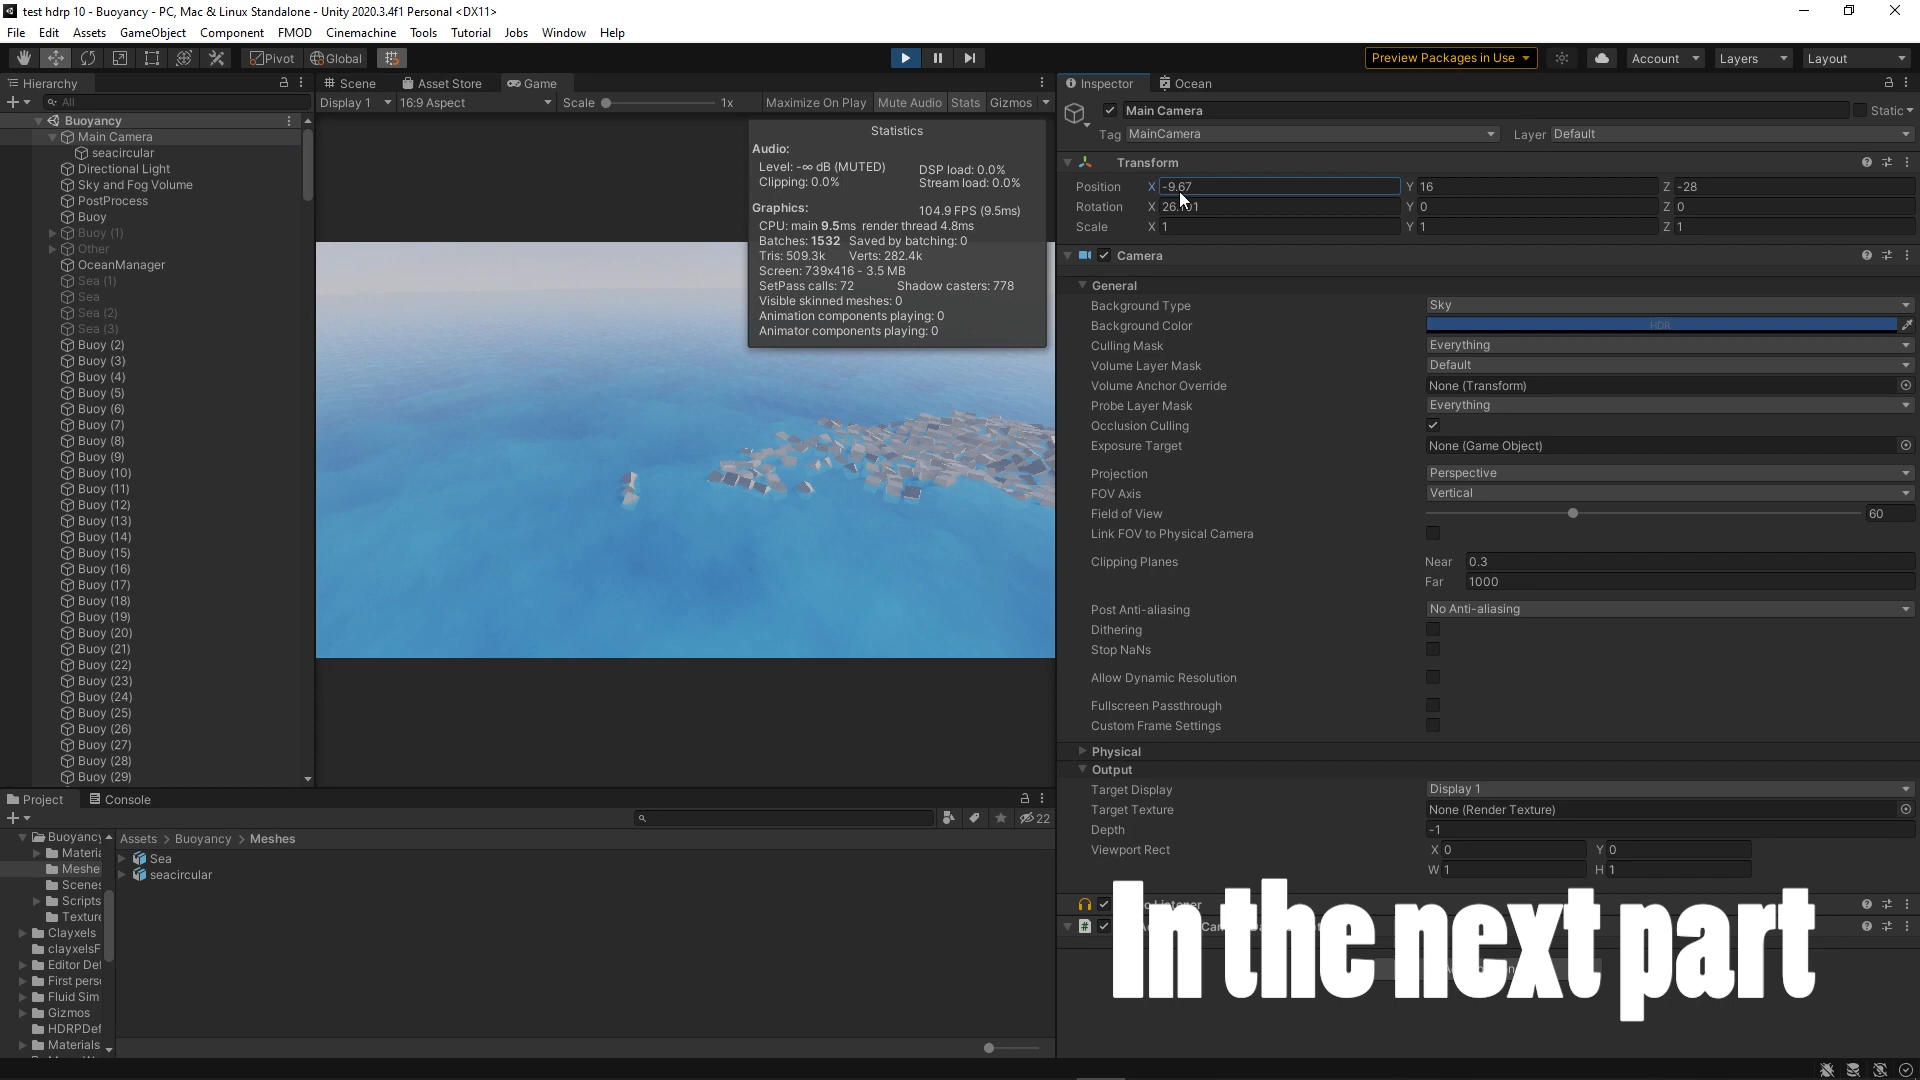 test hdrp 10 - Buoyancy - PC, Mac & Linux Standalone - Unity 2020.3.4f1 Personal <DX11>
File Edit Assets GameObject Component FMOD Cinemachine Tools Tutorial Jobs Window Help
Pivot Global Preview Packages in Use Account Layers Layout
Hierarchy
All
Buoyancy
Main Camera
seacircular
Directional Light
Sky and Fog Volume
PostProcess
Buoy
Buoy (1)
Other
OceanManager
Sea (1)
Sea
Sea (2)
Sea (3)
Buoy (2)
Buoy (3)
Buoy (4)
Buoy (5)
Buoy (6)
Buoy (7)
Buoy (8)
Buoy (9)
Buoy (10)
Buoy (11)
Buoy (12)
Buoy (13)
Buoy (14)
Buoy (15)
Buoy (16)
Buoy (17)
Buoy (18)
Buoy (19)
Buoy (20)
Buoy (21)
Buoy (22)
Buoy (23)
Buoy (24)
Buoy (25)
Buoy (26)
Buoy (27)
Buoy (28)
Buoy (29)
Scene Asset Store Game
Display 1 16:9 Aspect Scale 1x Maximize On Play Mute Audio Stats Gizmos
Statistics
Audio:
Level: -∞ dB (MUTED) DSP load: 0.0%
Clipping: 0.0% Stream load: 0.0%
Graphics: 104.9 FPS (9.5ms)
CPU: main 9.5ms render thread 4.8ms
Batches: 1532 Saved by batching: 0
Tris: 509.3k Verts: 282.4k
Screen: 739x416 - 3.5 MB
SetPass calls: 72 Shadow casters: 778
Visible skinned meshes: 0
Animation components playing: 0
Animator components playing: 0
Inspector Ocean
Main Camera Static
Tag MainCamera Layer Default
Transform
Position X -9.67 Y 16 Z -28
Rotation X Y 0 Z 0
Scale X 1 Y 1 Z 1
Camera
General
Background Type Sky
Background Color HDR
Culling Mask Everything
Volume Layer Mask Default
Volume Anchor Override None (Transform)
Probe Layer Mask Everything
Occlusion Culling
Exposure Target None (Game Object)
Projection Perspective
FOV Axis Vertical
Field of View 60
Link FOV to Physical Camera
Clipping Planes Near 0.3
Far 1000
Post Anti-aliasing No Anti-aliasing
Dithering
Stop NaNs
Allow Dynamic Resolution
Fullscreen Passthrough
Custom Frame Settings
Physical
Output
Target Display Display 1
Target Texture None (Render Texture)
Depth -1
Viewport Rect X 0 Y 0
W 1 H 1
In the next part
Project Console
22
Buoyancy
Materia
Meshe
Scenes
Scripts
Texture
Clayxels
clayxelsF
Editor Def
First pers
Fluid Sim
Gizmos
HDRPDef
Materials
Assets > Buoyancy > Meshes
Sea
seacircular